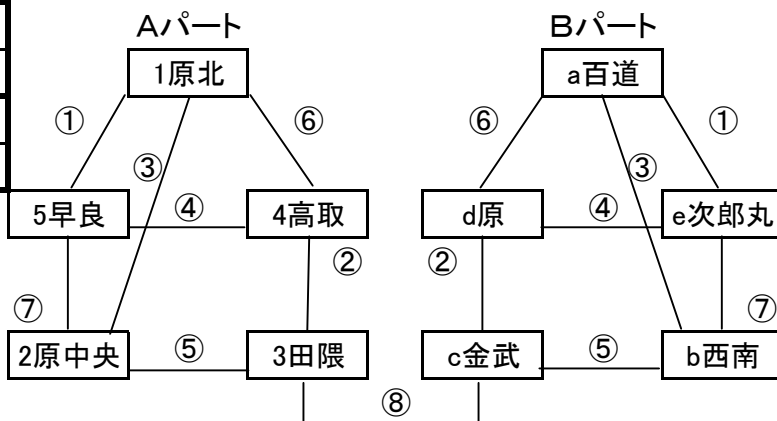 Aパート Bパート
1原北 a百道
① ⑥ ⑥ ①
③ ③
5早良 ④ 4高取 d原 ④ e次郎丸
② ②
⑦ ⑦
2原中央 ⑤ 3田隈 c金武 ⑤ b西南
⑧